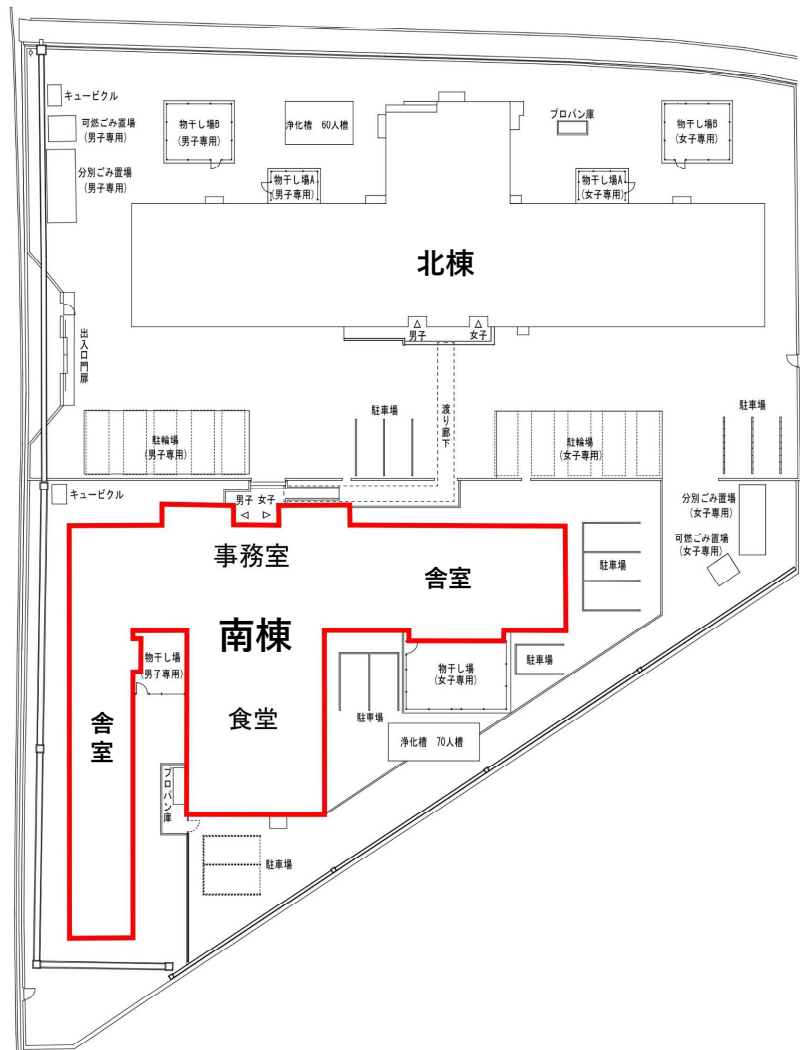 キュービクル
可燃ごみ置場
(男子専用)
分別ごみ置場
(男子専用)
物干し場B
(男子専用)
浄化槽 60人槽
プロパン庫
物干し場B
(女子専用)
物干し場A
(男子専用)
物干し場A
(女子専用)
北棟
△
男子
△
女子
出入口門扉
駐輪場
(男子専用)
駐車場
渡り廊下
駐輪場
(女子専用)
駐車場
キュービクル
男子 女子
◁ ▷
分別ごみ置場
(女子専用)
可燃ごみ置場
(女子専用)
事務室
舎室
駐車場
南棟
物干し場
(男子専用)
物干し場
(女子専用)
駐車場
舎室
食堂
駐車場
浄化槽 70人槽
プロパン庫
駐車場